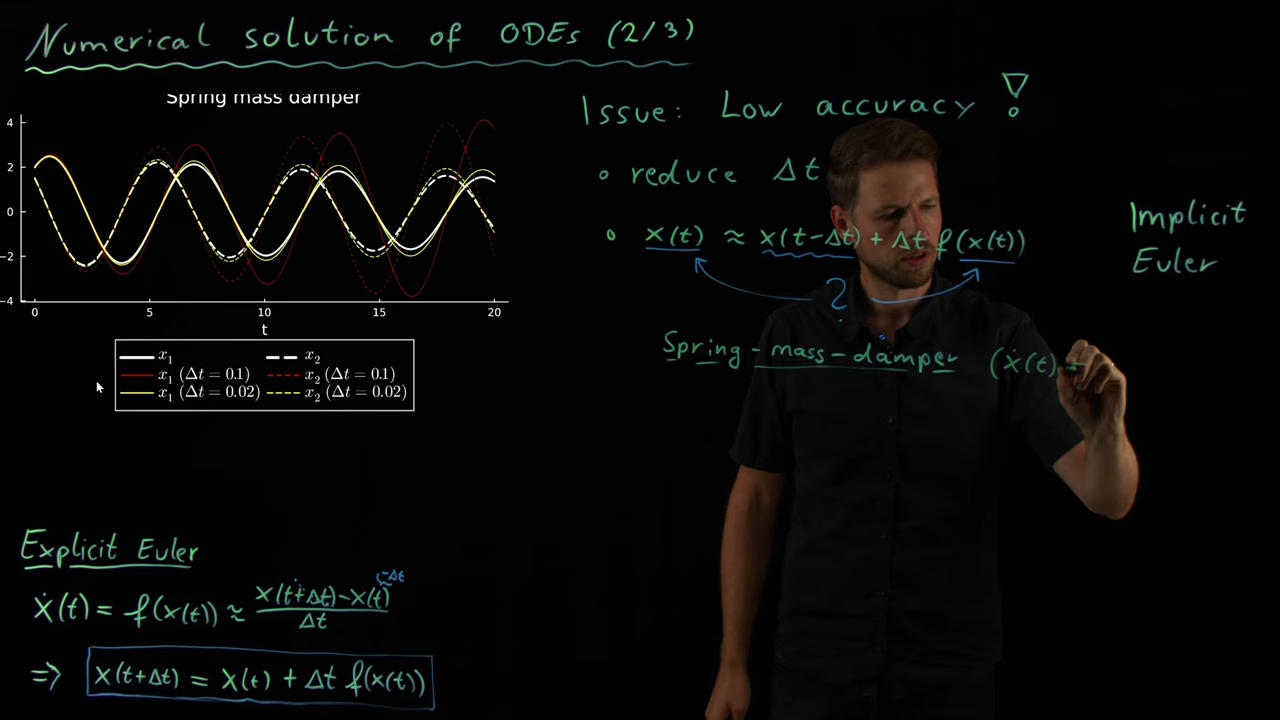 Numerical solution of ODEs (2/3)
Spring mass damper
4
2
0
−2
−4
0 5 10 15 20
t
x₁ x₂
x₁ (Δt = 0.1) x₂ (Δt = 0.1)
x₁ (Δt = 0.02) x₂ (Δt = 0.02)
Explicit Euler
ẋ(t) = f(x(t)) ≈ x(t+Δt)−x(t) / Δt
−Δt
⇒ x(t+Δt) = x(t) + Δt f(x(t))
Issue: Low accuracy !
∘ reduce Δt
∘ x(t) ≈ x(t−Δt) + Δt f(x(t))
?
Spring-mass-damper (ẋ(t) =
Implicit
Euler